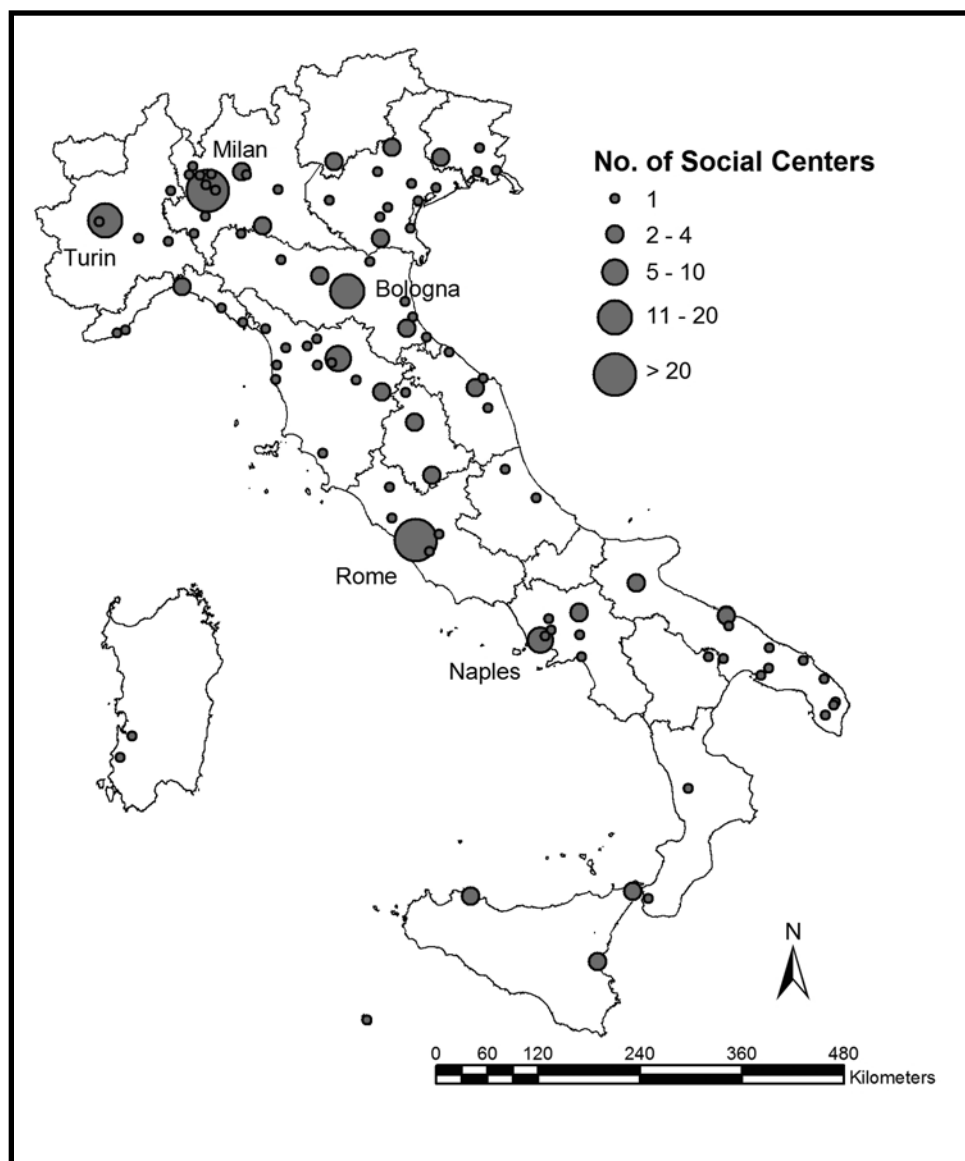 Milan
Turin
Bologna
Rome
Naples
No. of Social Centers
1
2 - 4
5 - 10
11 - 20
> 20
N
0 60 120 240 360 480
Kilometers